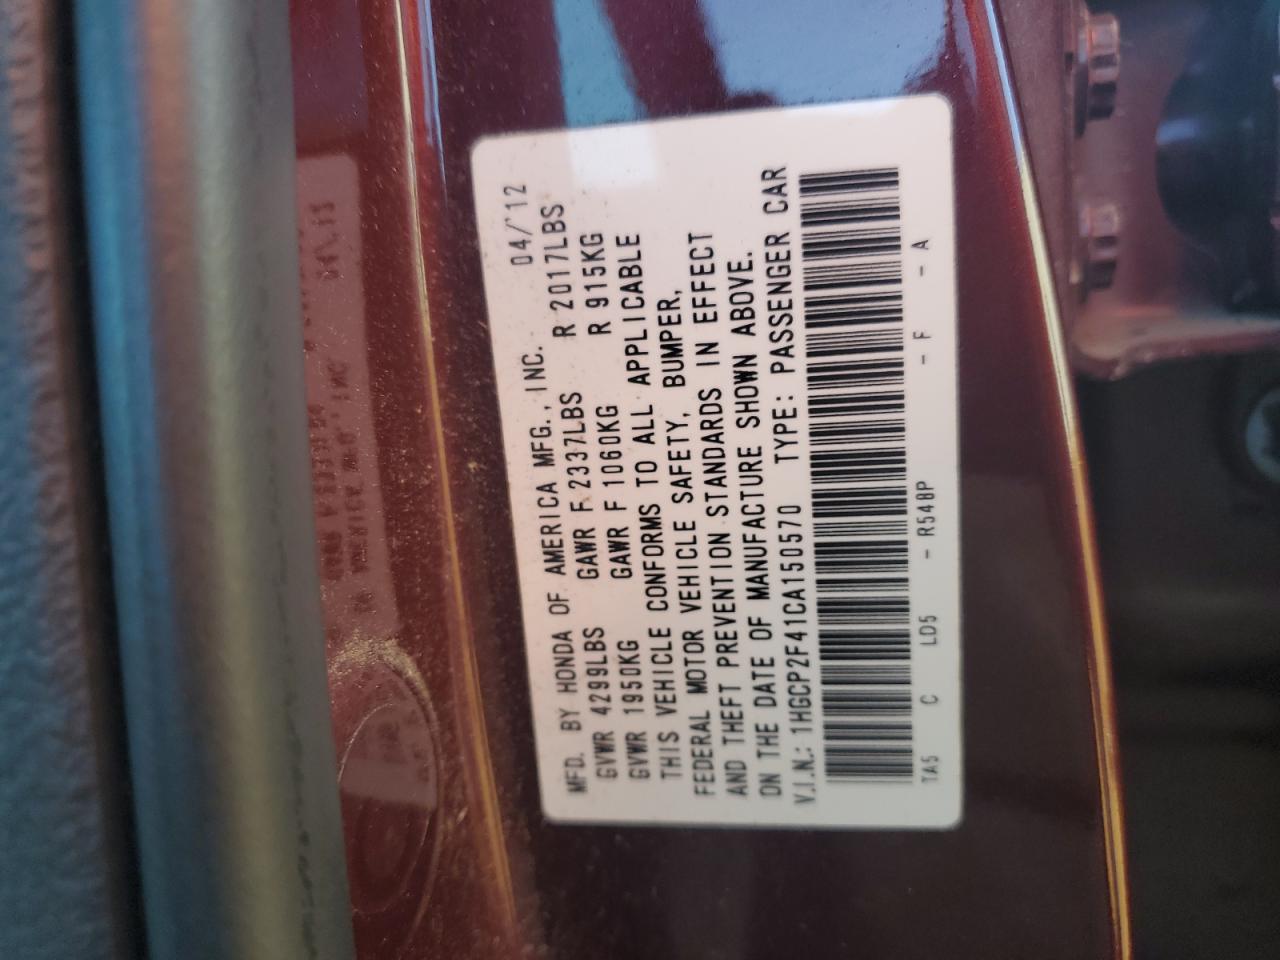 MFD. BY HONDA OF AMERICA MFG., INC. 04/'12
GVWR 4299LBS GAWR F 2337LBS R 2017LBS
GVWR 1950KG GAWR F 1060KG R 915KG
THIS VEHICLE CONFORMS TO ALL APPLICABLE
FEDERAL MOTOR VEHICLE SAFETY, BUMPER,
AND THEFT PREVENTION STANDARDS IN EFFECT
ON THE DATE OF MANUFACTURE SHOWN ABOVE.
V.I.N.: 1HGCP2F41CA150570 TYPE: PASSENGER CAR
TA5 C LD5 - R548P - F - A